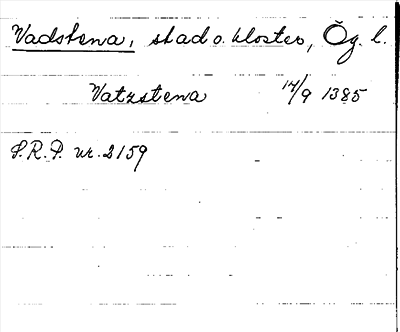 Vadstena, stad o. kloster, Ög. l.
Vatzstena 14/9 1385
S.R.P. nr. 2159